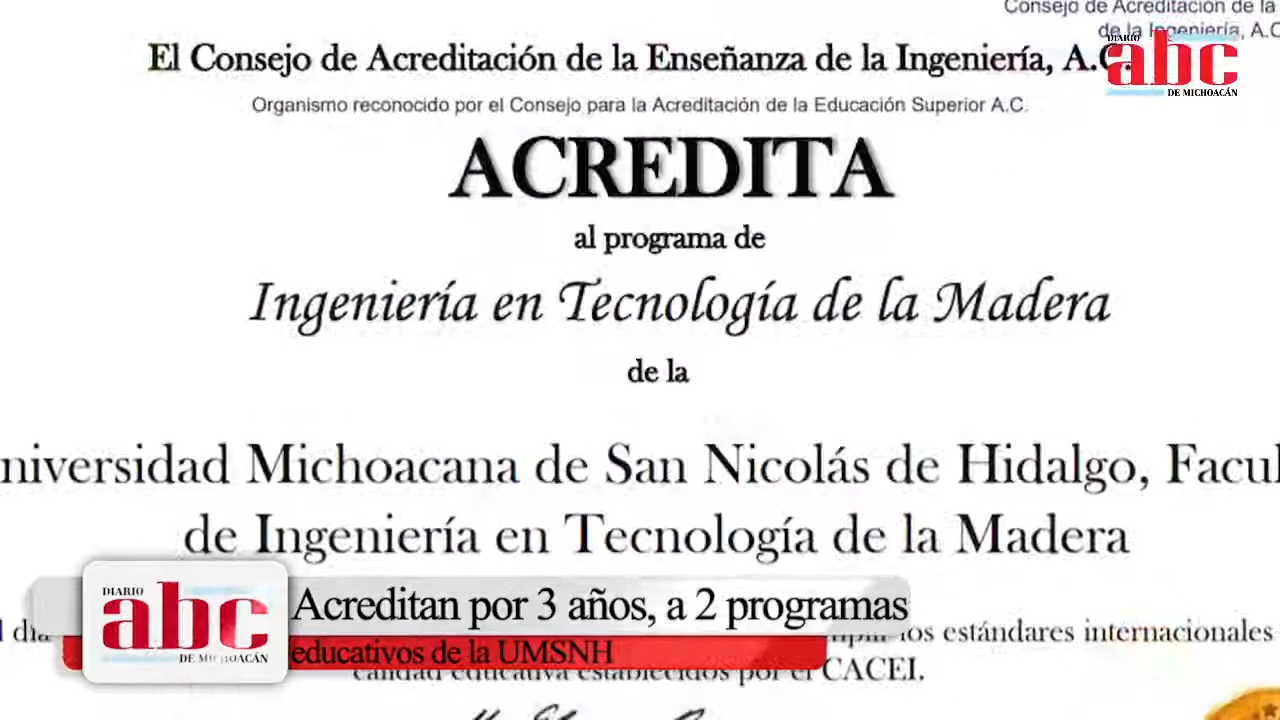 Consejo de Acreditación de la
de la Ingeniería, A.C
El Consejo de Acreditación de la Enseñanza de la Ingeniería, A.C.
DIARIO
abc
DE MICHOACÁN
Organismo reconocido por el Consejo para la Acreditación de la Educación Superior A.C.
ACREDITA
al programa de
Ingeniería en Tecnología de la Madera
de la
niversidad Michoacana de San Nicolás de Hidalgo, Facul
de Ingeniería en Tecnología de la Madera
DIARIO
abc
DE MICHOACÁN
Acreditan por 3 años, a 2 programas
educativos de la UMSNH
los estándares internacionales
calidad educativa establecidos por el CACEI.